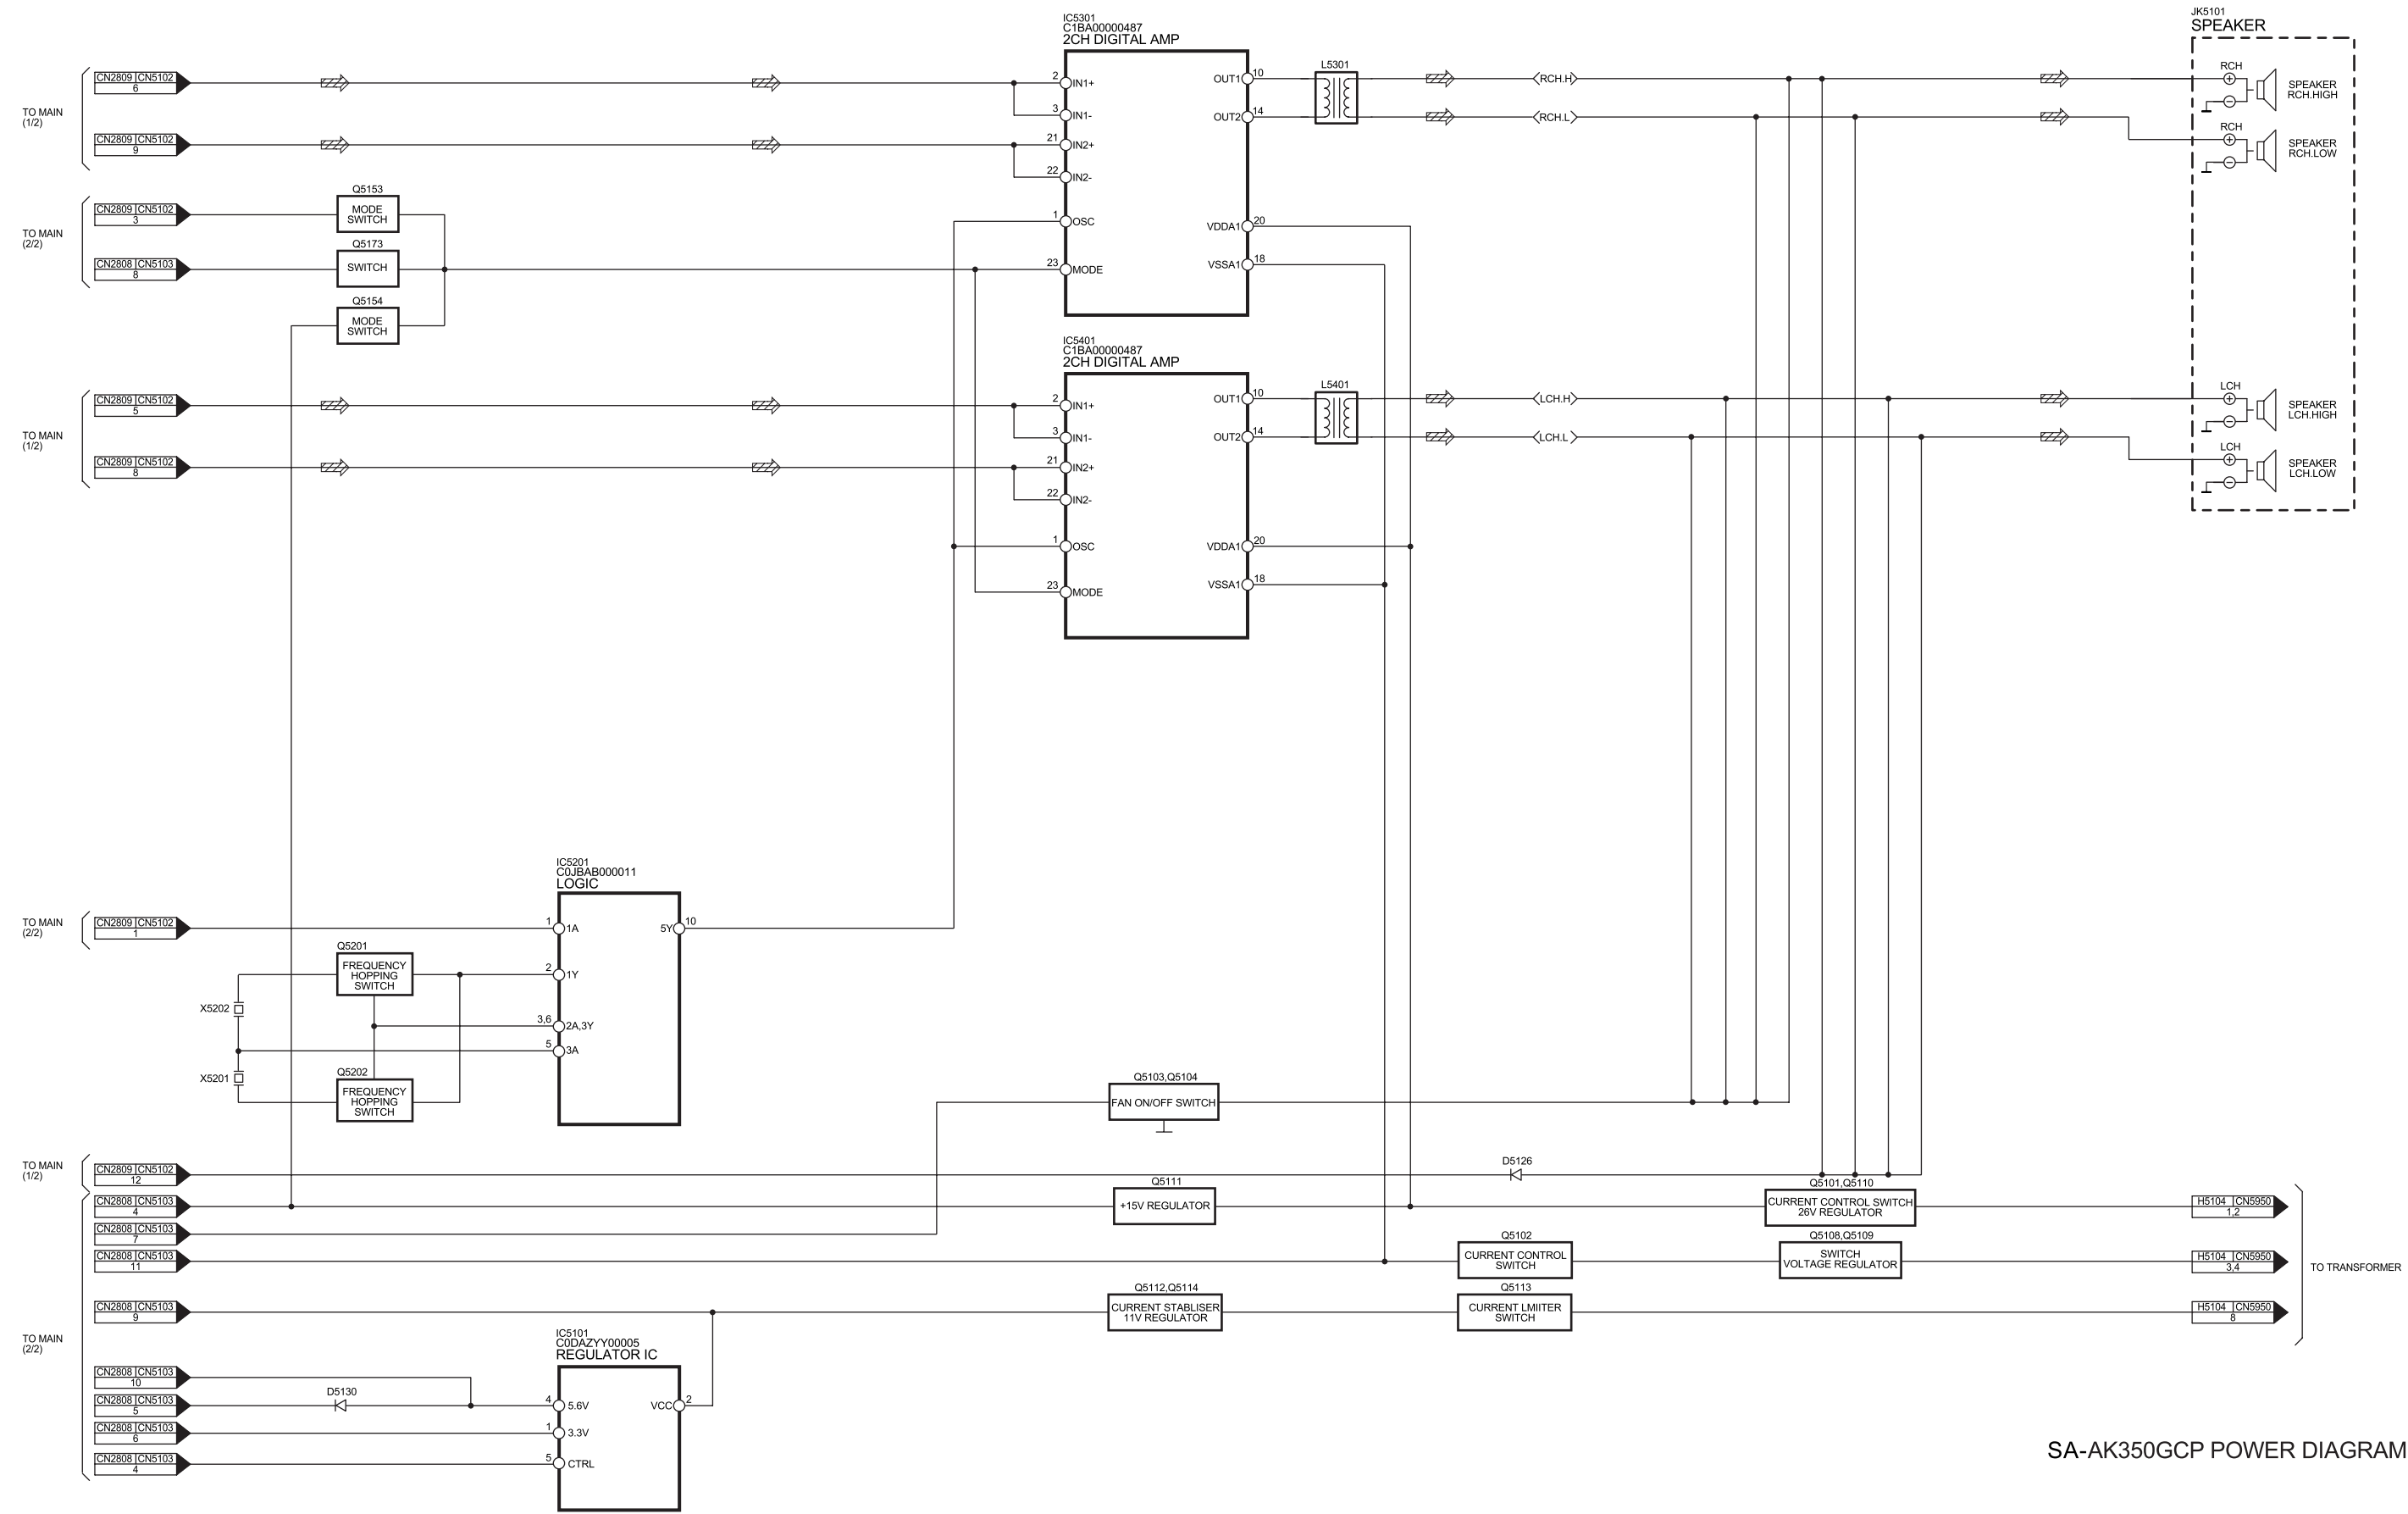 IC5301
C1BA00000487
2CH DIGITAL AMP
JK5101
SPEAKER
TO MAIN
(1/2)
CN2809 CN5102
6
CN2809 CN5102
9
2
IN1+
3
IN1-
21
IN2+
22
IN2-
1
OSC
23
MODE
OUT1
10
OUT2
14
VDDA1
20
VSSA1
18
L5301
RCH.H
RCH.L
RCH
SPEAKER
RCH.HIGH
RCH
SPEAKER
RCH.LOW
TO MAIN
(2/2)
CN2809 CN5102
3
CN2808 CN5103
8
Q5153
MODE
SWITCH
Q5173
SWITCH
Q5154
MODE
SWITCH
IC5401
C1BA00000487
2CH DIGITAL AMP
TO MAIN
(1/2)
CN2809 CN5102
5
CN2809 CN5102
8
2
IN1+
3
IN1-
21
IN2+
22
IN2-
1
OSC
23
MODE
OUT1
10
OUT2
14
VDDA1
20
VSSA1
18
L5401
LCH.H
LCH.L
LCH
SPEAKER
LCH.HIGH
LCH
SPEAKER
LCH.LOW
IC5201
C0JBAB000011
LOGIC
TO MAIN
(2/2)
CN2809 CN5102
1
1
1A
5Y
10
2
1Y
3,6
2A,3Y
5
3A
Q5201
FREQUENCY
HOPPING
SWITCH
X5202
X5201
Q5202
FREQUENCY
HOPPING
SWITCH
Q5103,Q5104
FAN ON/OFF SWITCH
TO MAIN
(1/2)
CN2809 CN5102
12
D5126
CN2808 CN5103
4
Q5111
+15V REGULATOR
Q5101,Q5110
CURRENT CONTROL SWITCH
26V REGULATOR
H5104 CN5950
1,2
CN2808 CN5103
7
CN2808 CN5103
11
Q5102
CURRENT CONTROL
SWITCH
Q5108,Q5109
SWITCH
VOLTAGE REGULATOR
H5104 CN5950
3,4
TO TRANSFORMER
CN2808 CN5103
9
Q5112,Q5114
CURRENT STABLISER
11V REGULATOR
Q5113
CURRENT LMIITER
SWITCH
H5104 CN5950
8
TO MAIN
(2/2)
IC5101
C0DAZYY00005
REGULATOR IC
CN2808 CN5103
10
CN2808 CN5103
5
D5130
4
5.6V
VCC
2
CN2808 CN5103
6
1
3.3V
CN2808 CN5103
4
5
CTRL
SA-AK350GCP POWER DIAGRAM